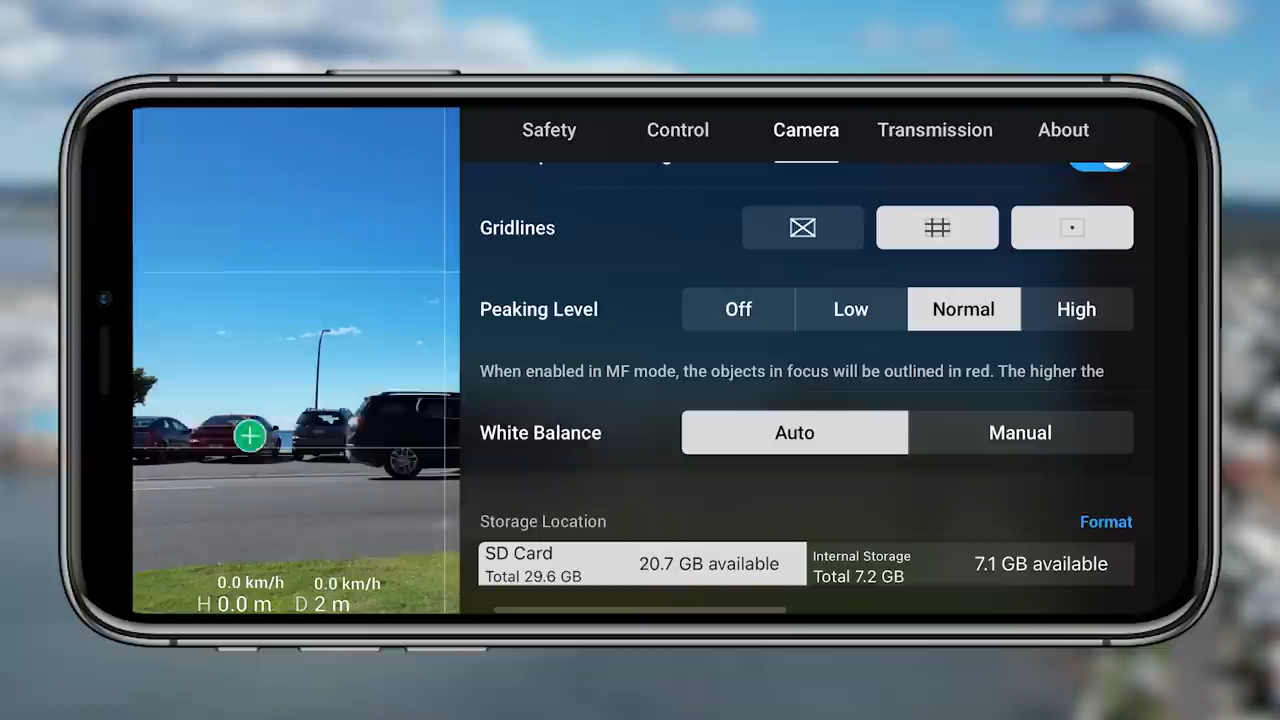 Safety Control Camera Transmission About
Gridlines
Peaking Level Off Low Normal High
When enabled in MF mode, the objects in focus will be outlined in red. The higher the
White Balance Auto Manual
Storage Location Format
SD Card
Total 29.6 GB
20.7 GB available
Internal Storage
Total 7.2 GB
7.1 GB available
0.0 km/h 0.0 km/h
H 0.0 m D 2 m